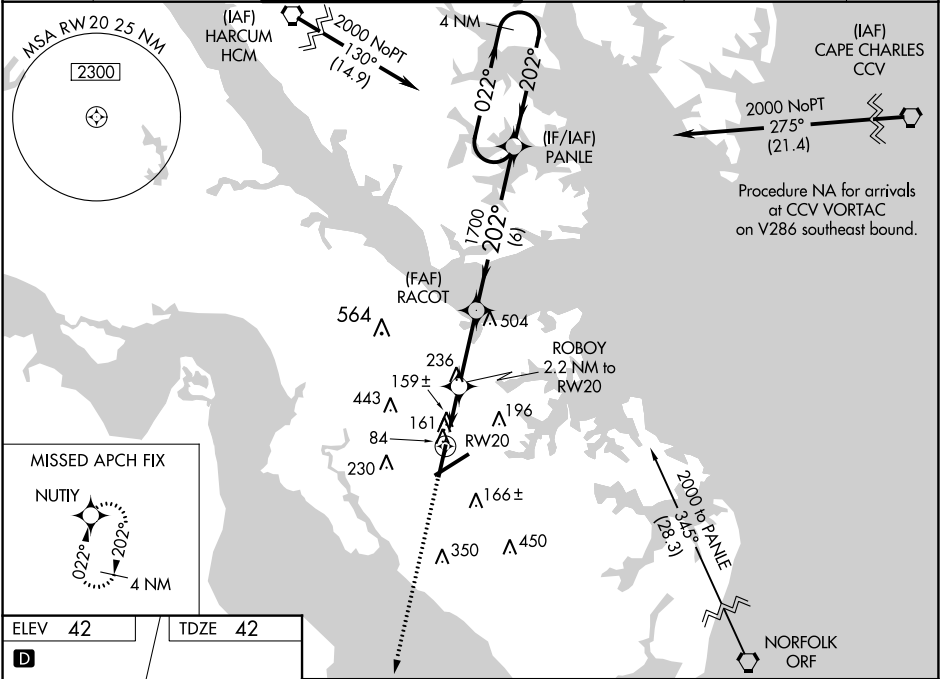 MSA RW 20 25 NM
2300
(IAF)
HARCUM
HCM
2000 NoPT
130°
(14.9)
4 NM
022°
202°
(IF/IAF)
PANLE
(IAF)
CAPE CHARLES
CCV
2000 NoPT
275°
(21.4)
Procedure NA for arrivals
at CCV VORTAC
on V286 southeast bound.
1700
202°
(6)
(FAF)
RACOT
564
504
ROBOY
2.2 NM to
RW20
236
159±
443
161
196
84
RW20
230
166±
350
450
2000 to PANLE
345°
(28.3)
NORFOLK
ORF
MISSED APCH FIX
NUTIY
022°
202°
4 NM
ELEV 42
TDZE 42
D